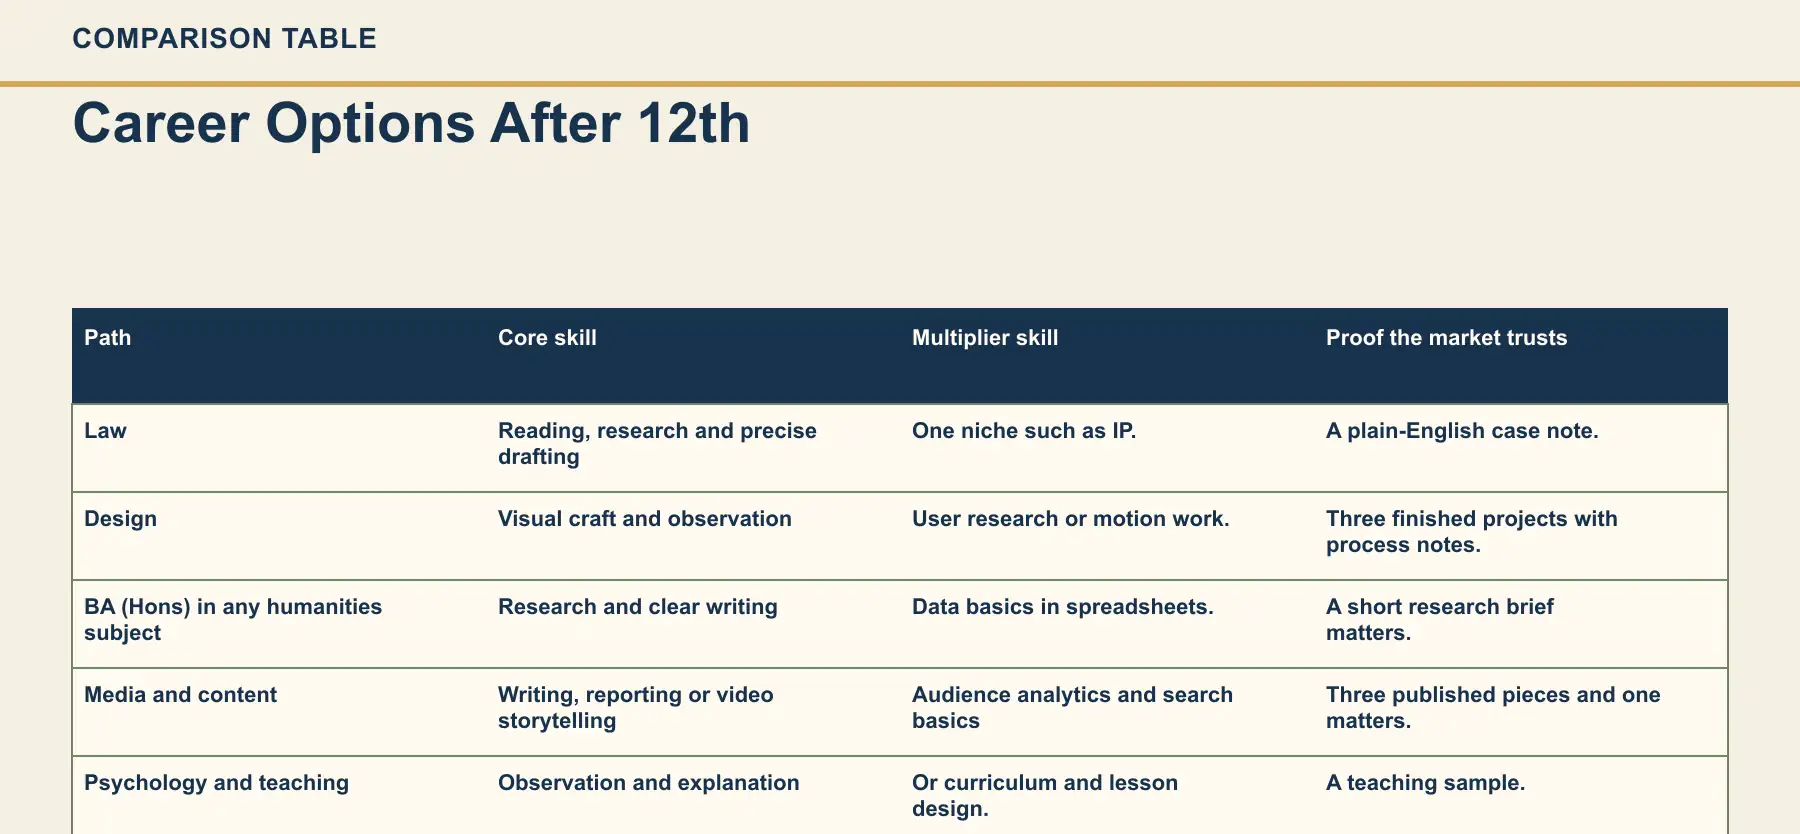 COMPARISON TABLE
Career Options After 12th
Path
Core skill
Multiplier skill
Proof the market trusts
Law
Reading, research and precise
drafting
One niche such as IP.
A plain-English case note.
Design
Visual craft and observation
User research or motion work.
Three finished projects with
process notes.
BA (Hons) in any humanities
subject
Research and clear writing
Data basics in spreadsheets.
A short research brief
matters.
Media and content
Writing, reporting or video
storytelling
Audience analytics and search
basics
Three published pieces and one
matters.
Psychology and teaching
Observation and explanation
Or curriculum and lesson
design.
A teaching sample.